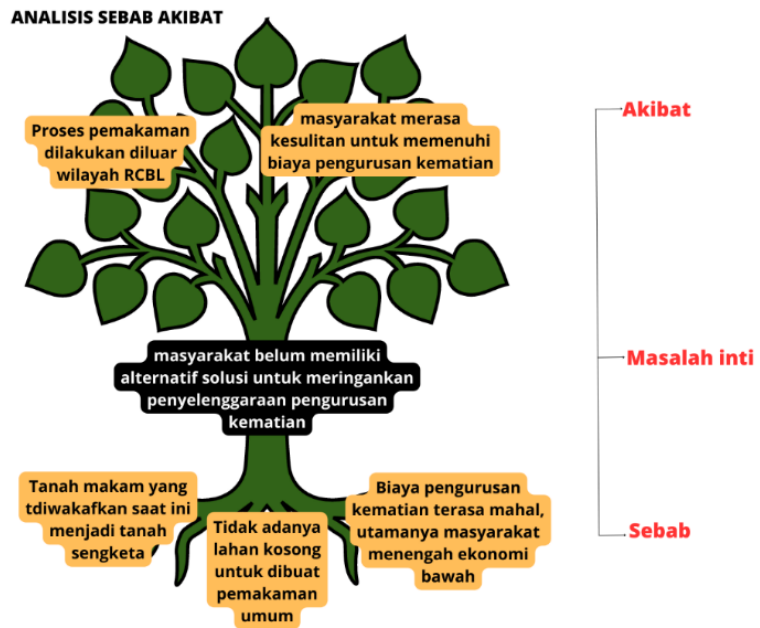 ANALISIS SEBAB AKIBAT
Proses pemakaman
dilakukan diluar
wilayah RCBL
masyarakat merasa
kesulitan untuk memenuhi
biaya pengurusan kematian
Akibat
masyarakat belum memiliki
alternatif solusi untuk meringankan
penyelenggaraan pengurusan
kematian
Masalah inti
Tanah makam yang
tdiwakafkan saat ini
menjadi tanah
sengketa
Tidak adanya
lahan kosong
untuk dibuat
pemakaman
umum
Biaya pengurusan
kematian terasa mahal,
utamanya masyarakat
menengah ekonomi
bawah
Sebab